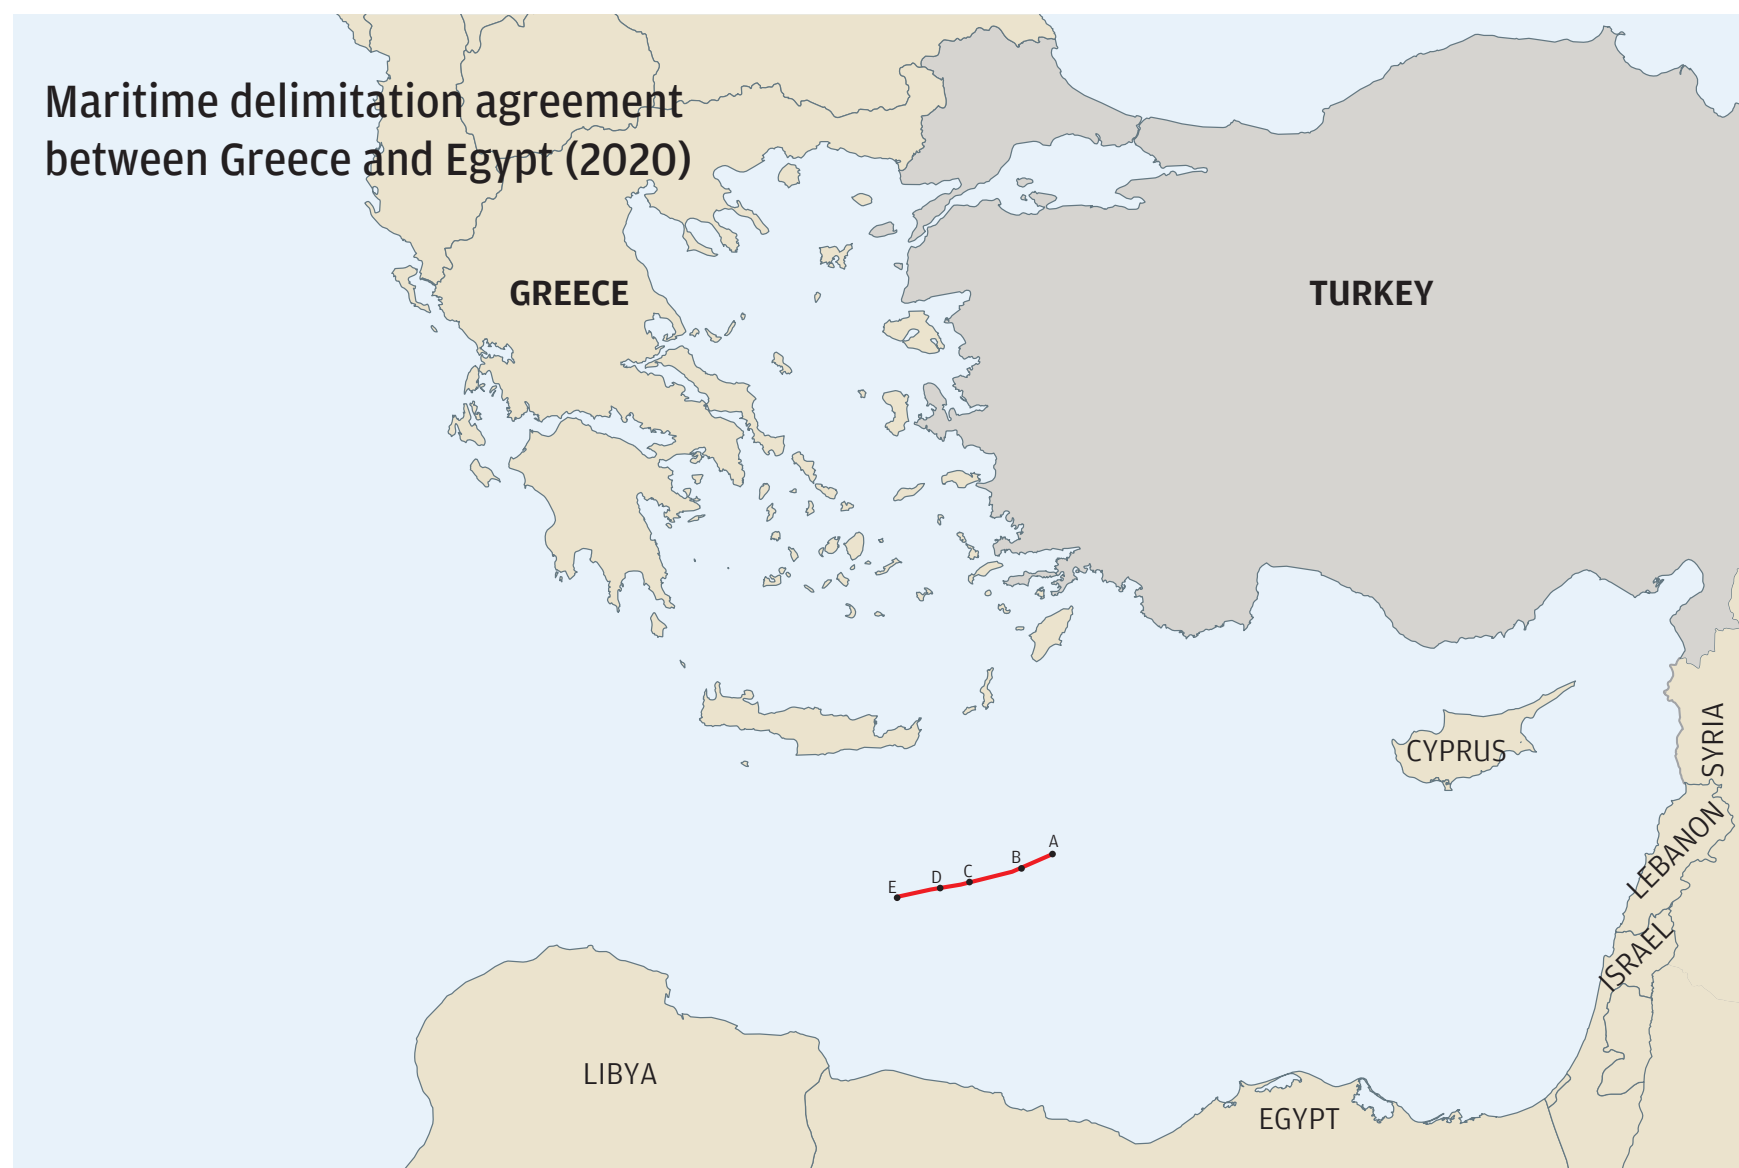 Maritime delimitation agreement
between Greece and Egypt (2020)
GREECE
TURKEY
SYRIA
CYPRUS
LEBANON
A
B
C
D
E
ISRAEL
LIBYA
EGYPT